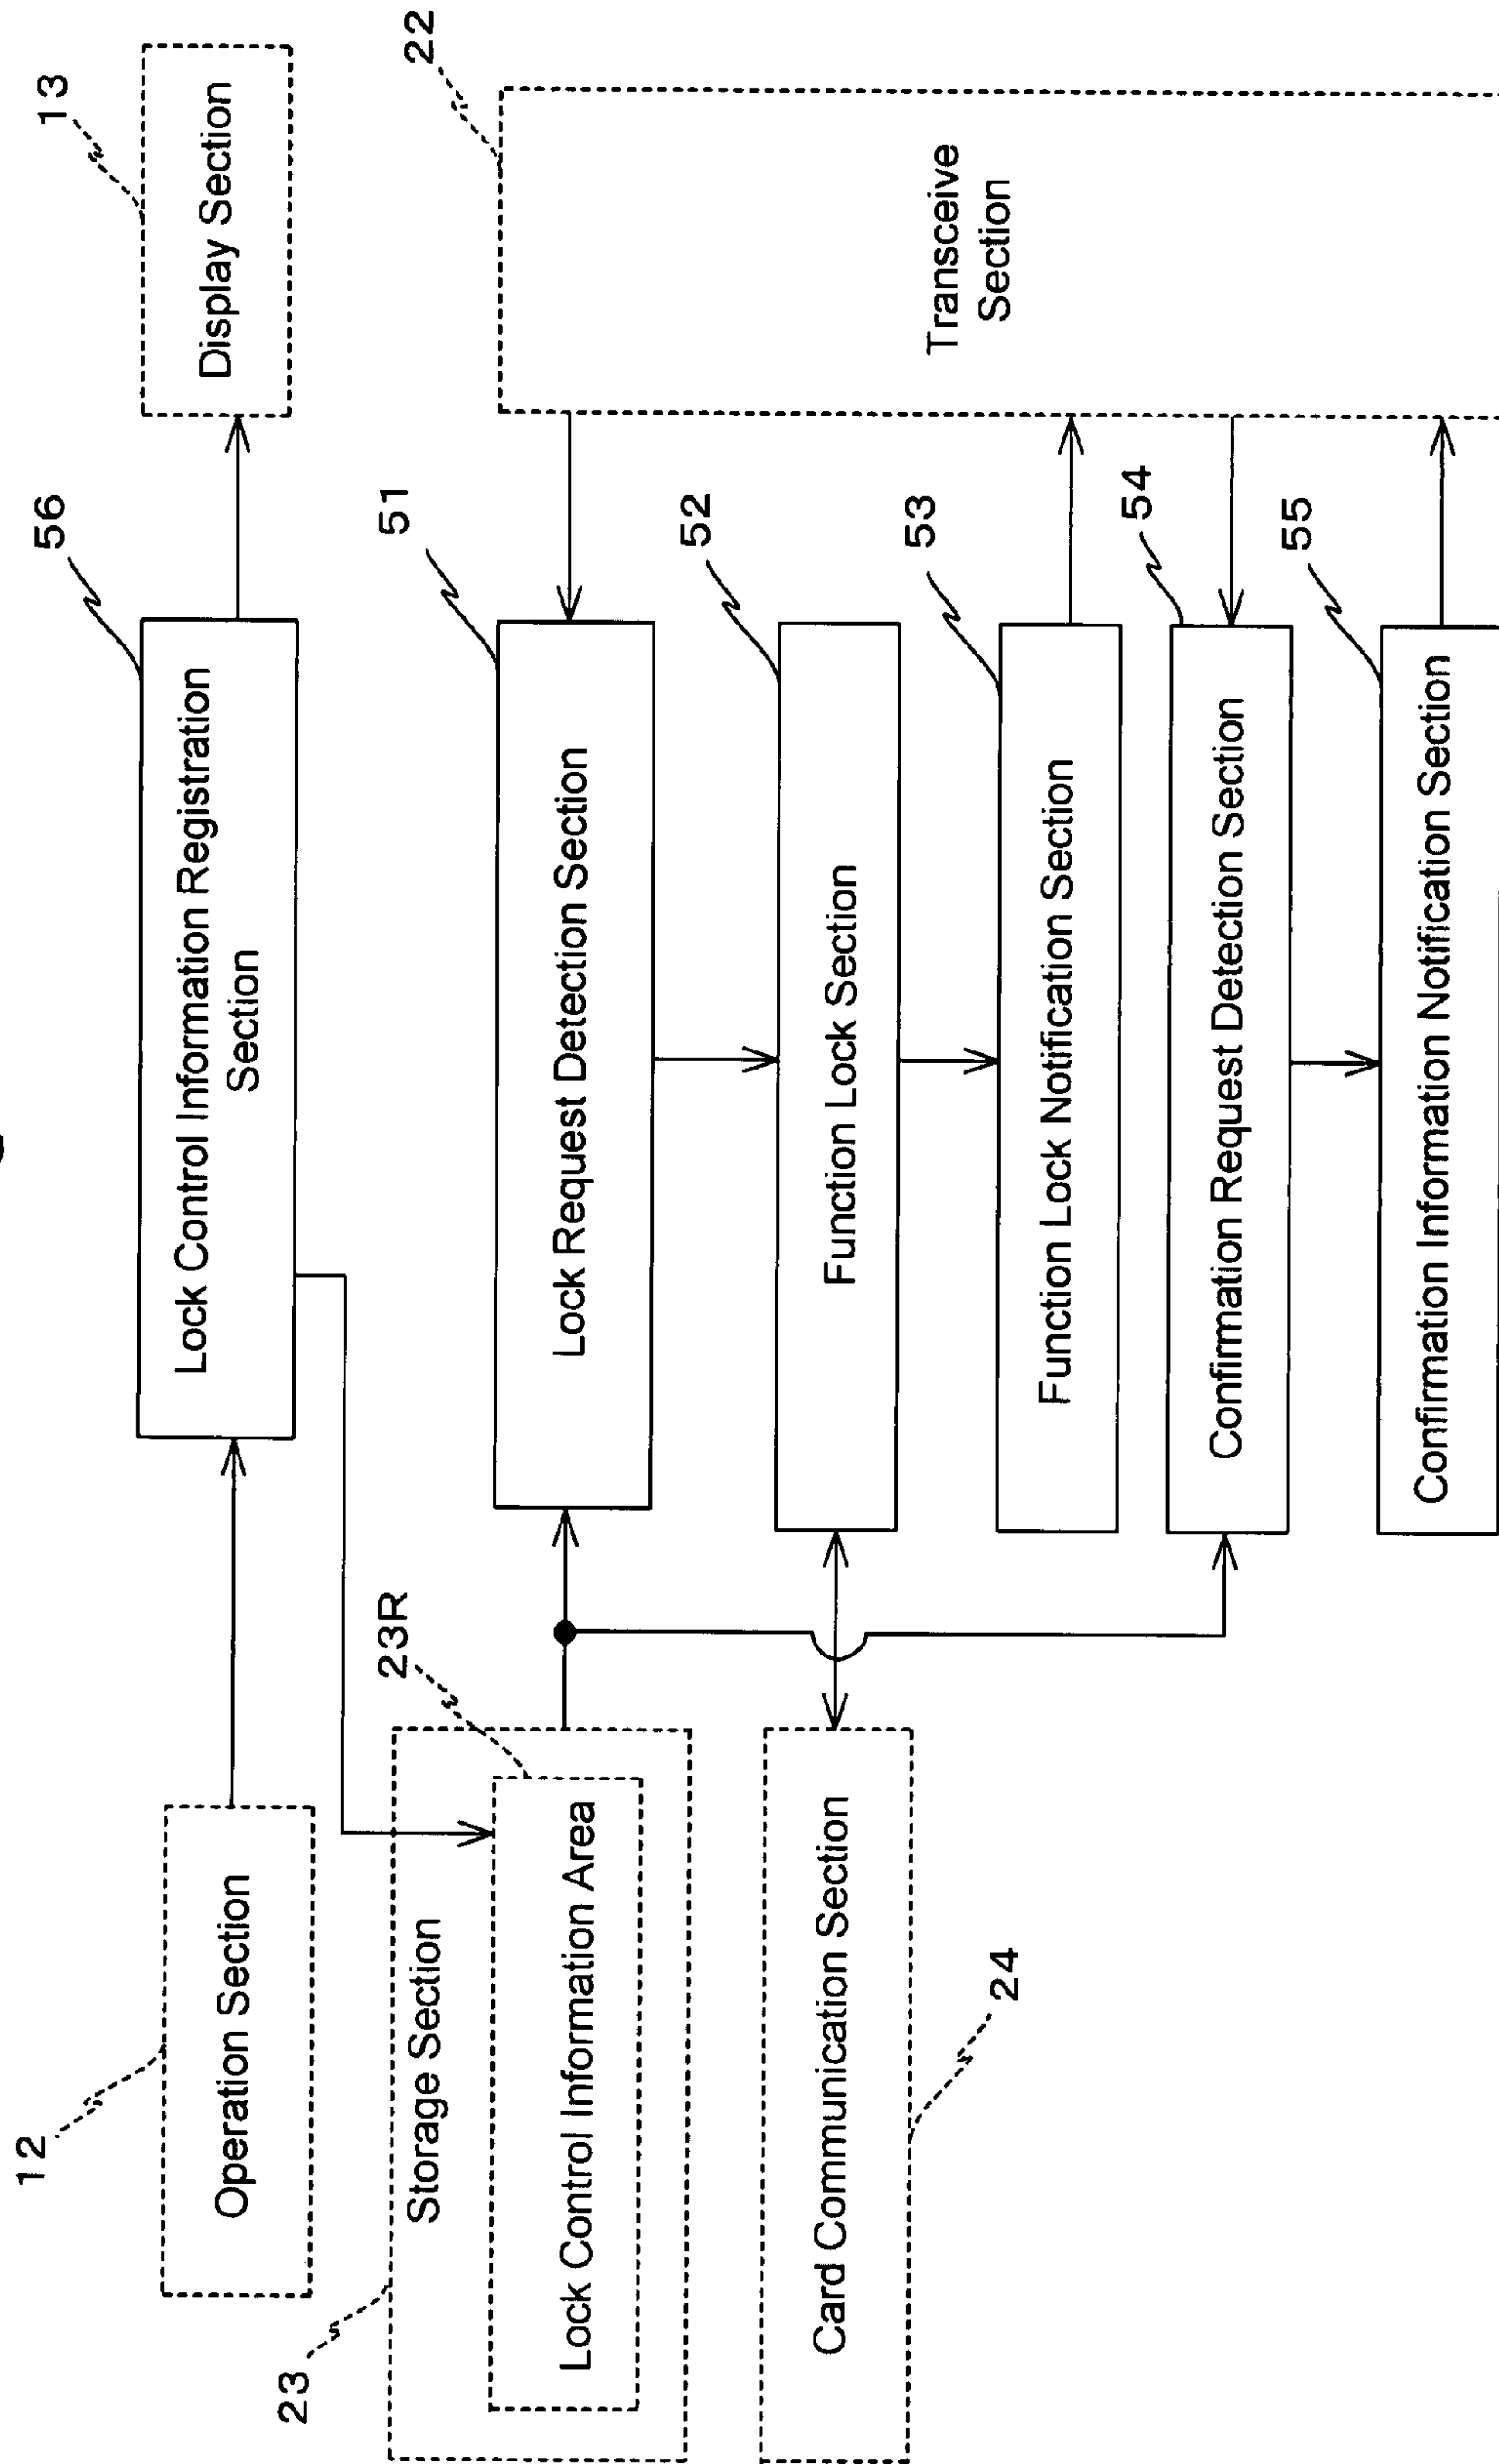 12
Operation Section
56
Lock Control Information Registration
Section
13
Display Section
23
Storage Section
23R
Lock Control Information Area
51
Lock Request Detection Section
22
Transceive
Section
Card Communication Section
24
52
Function Lock Section
53
Function Lock Notification Section
54
Confirmation Request Detection Section
55
Confirmation Information Notification Section